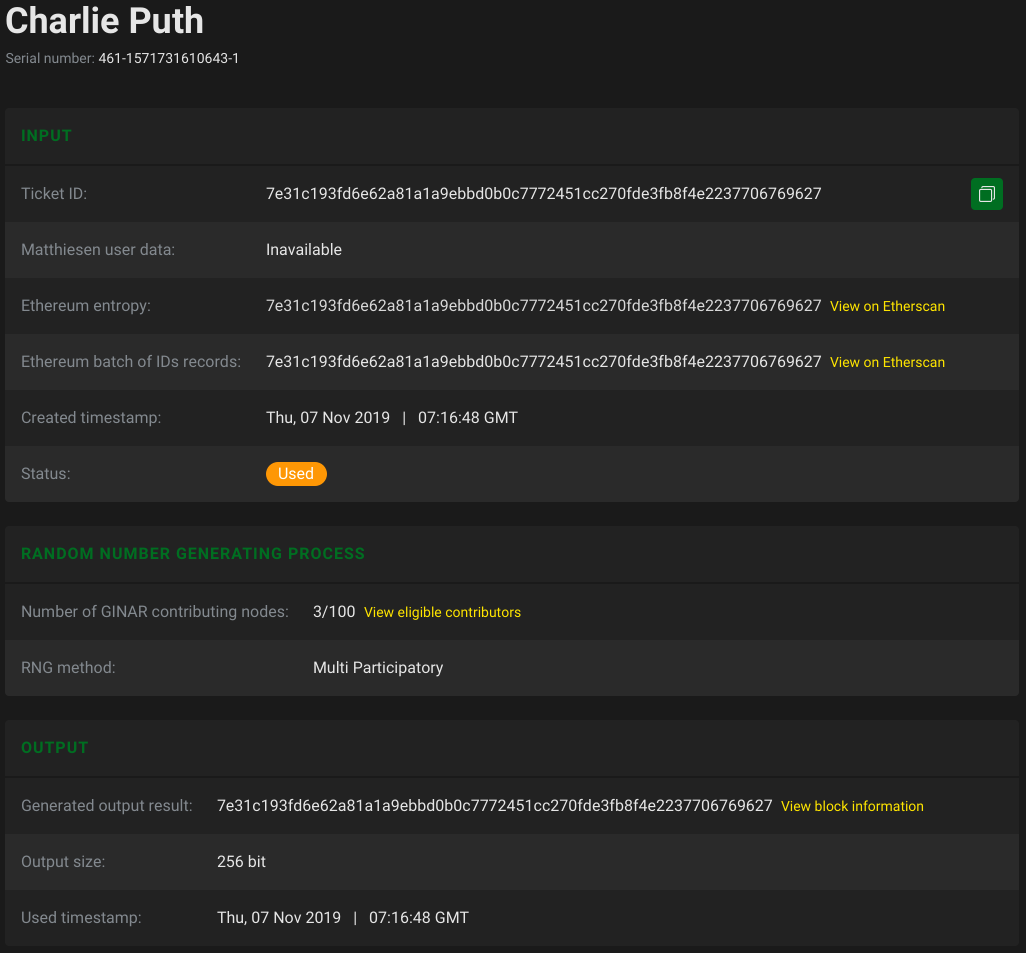 Charlie Puth
Serial number: 461-1571731610643-1
INPUT
Ticket ID: 7e31c193fd6e62a81a1a9ebbd0b0c7772451cc270fde3fb8f4e2237706769627
Matthiesen user data: Inavailable
Ethereum entropy: 7e31c193fd6e62a81a1a9ebbd0b0c7772451cc270fde3fb8f4e2237706769627 View on Etherscan
Ethereum batch of IDs records: 7e31c193fd6e62a81a1a9ebbd0b0c7772451cc270fde3fb8f4e2237706769627 View on Etherscan
Created timestamp: Thu, 07 Nov 2019 | 07:16:48 GMT
Status: Used
RANDOM NUMBER GENERATING PROCESS
Number of GINAR contributing nodes: 3/100 View eligible contributors
RNG method: Multi Participatory
OUTPUT
Generated output result: 7e31c193fd6e62a81a1a9ebbd0b0c7772451cc270fde3fb8f4e2237706769627 View block information
Output size: 256 bit
Used timestamp: Thu, 07 Nov 2019 | 07:16:48 GMT